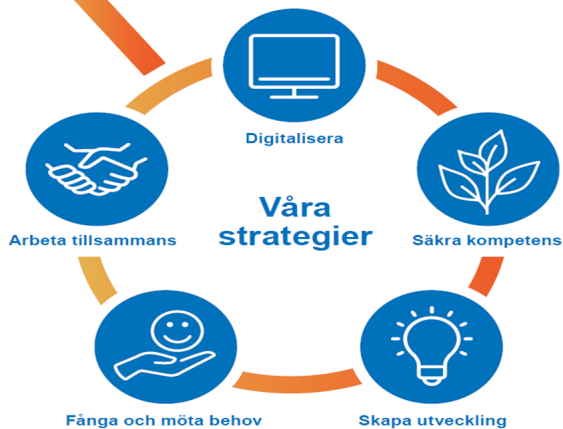 Digitalisera
Våra
strategier
Arbeta tillsammans
Säkra kompetens
Fånga och möta behov
Skapa utveckling